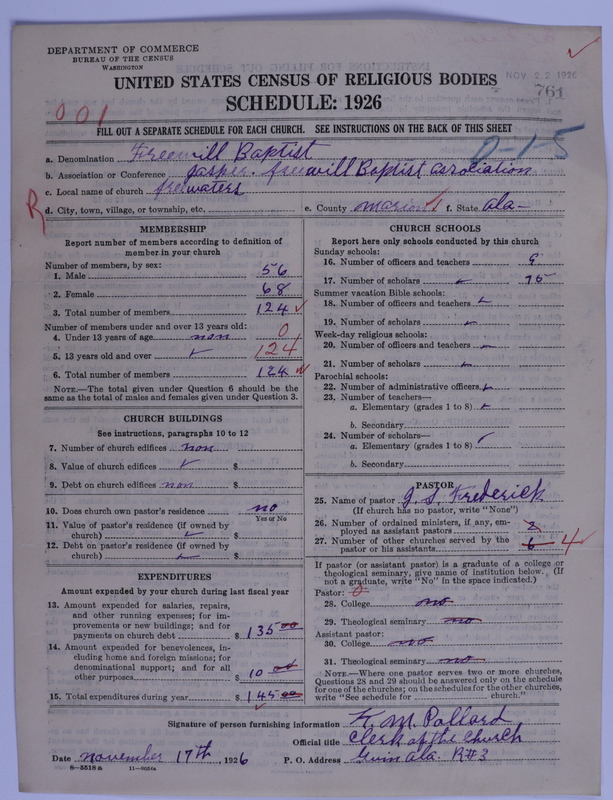 DEPARTMENT OF COMMERCE
BUREAU OF THE CENSUS
WASHINGTON
UNITED STATES CENSUS OF RELIGIOUS BODIES
NOV 22 1926
SCHEDULE: 1926
761
001
FILL OUT A SEPARATE SCHEDULE FOR EACH CHURCH. SEE INSTRUCTIONS ON THE BACK OF THIS SHEET
0-1-5
a. Denomination Freewill Baptist
b. Association or Conference Jasper. freewill Baptist association
c. Local name of church freewaters
R
d. City, town, village, or township, etc. e. County marion f. State ala-
MEMBERSHIP
Report number of members according to definition of
member in your church
Number of members, by sex:
1. Male 56
2. Female 68
3. Total number of members 124
Number of members under and over 13 years old: 0
4. Under 13 years of age non
5. 13 years old and over 124
6. Total number of members 124
NOTE.—The total given under Question 6 should be
same as the total of males and females given under Question 3.
CHURCH BUILDINGS
See instructions, paragraphs 10 to 12
7. Number of church edifices non
8. Value of church edifices $
9. Debt on church edifices non $
10. Does church own pastor's residence no
Yes or No
11. Value of pastor's residence (if owned by
church) $
12. Debt on pastor's residence (if owned by
church) $
EXPENDITURES
Amount expended by your church during last fiscal year
13. Amount expended for salaries, repairs,
and other running expenses; for im-
provements or new buildings; and for
payments on church debt $ 135 00
14. Amount expended for benevolences, in-
cluding home and foreign missions; for
denominational support; and for all
other purposes $ 10 00
15. Total expenditures during year $ 145 00
CHURCH SCHOOLS
Report here only schools conducted by this church
Sunday schools:
16. Number of officers and teachers 9
17. Number of scholars 75
Summer vacation Bible schools:
18. Number of officers and teachers
19. Number of scholars
Week-day religious schools:
20. Number of officers and teachers
21. Number of scholars
Parochial schools:
22. Number of administrative officers
23. Number of teachers—
a. Elementary (grades 1 to 8)
b. Secondary
24. Number of scholars—
a. Elementary (grades 1 to 8)
b. Secondary
PASTOR
25. Name of pastor J. S. Frederick
(If church has no pastor, write "None")
26. Number of ordained ministers, if any, em-
ployed as assistant pastors 2
27. Number of other churches served by the
pastor or his assistants 6 4
If pastor (or assistant pastor) is a graduate of a college or
theological seminary, give name of institution below. (If
not a graduate, write "No" in the space indicated.)
Pastor: 0
28. College no
29. Theological seminary no
Assistant pastor:
30. College no
31. Theological seminary no
NOTE.—Where one pastor serves two or more churches,
Questions 28 and 29 should be answered only on the schedule
for one of the churches; on the schedules for the other churches,
write "See schedule for church."
Signature of person furnishing information H. M. Pollard
Official title Clerk of the Church
Date november 17th, 1926 P. O. Address Guin ala. R#3
8—5518 a